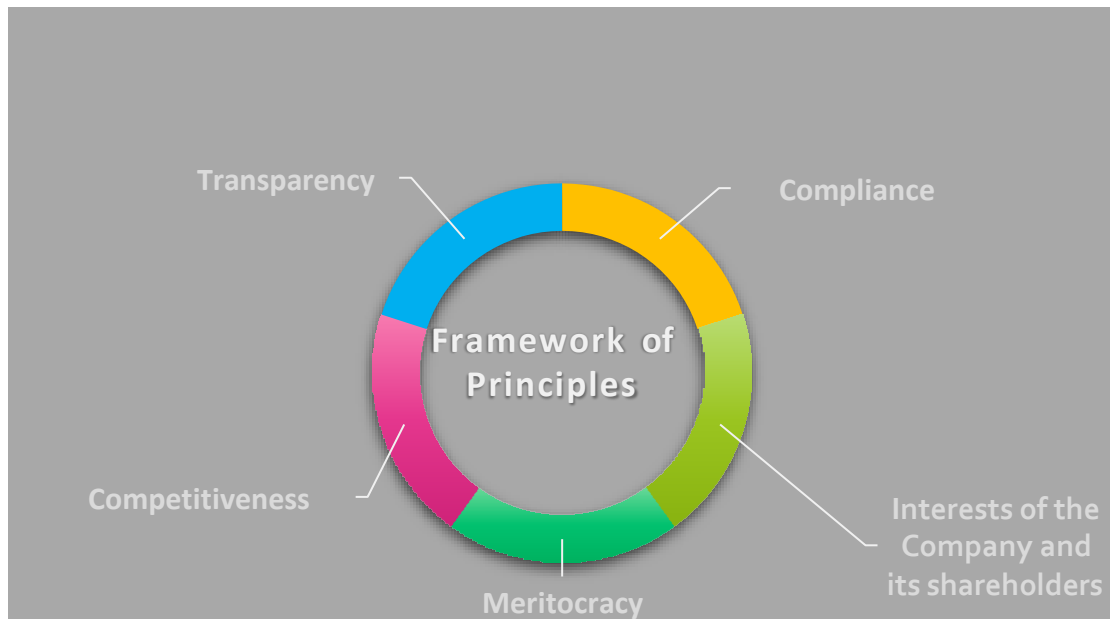 Transparency
Compliance
Framework of
Principles
Competitiveness
Interests of the
Company and
its shareholders
Meritocracy